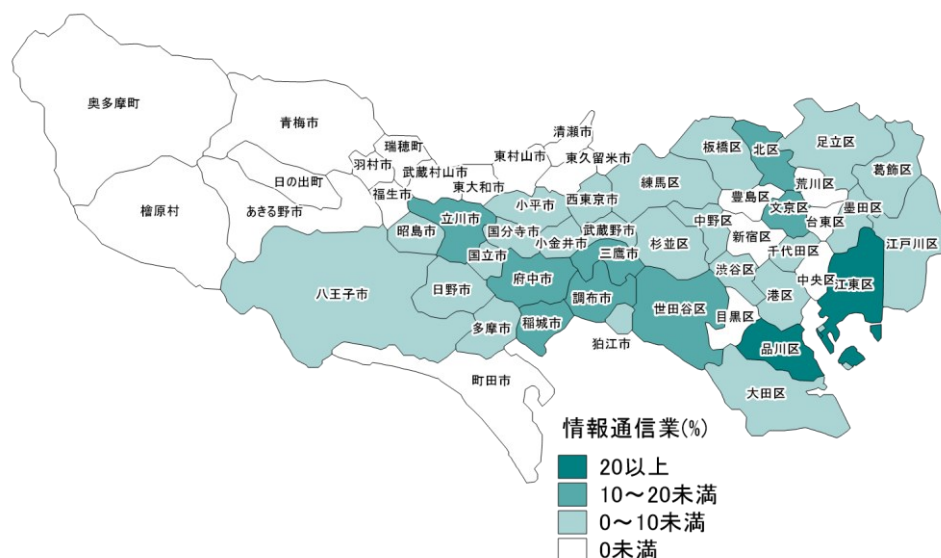 奥多摩町
青梅市
瑞穂町
羽村市
武蔵村山市
東村山市
清瀬市
東久留米市
日の出町
福生市
東大和市
檜原村
あきる野市
立川市
昭島市
小平市
西東京市
国分寺市
小金井市
武蔵野市
国立市
三鷹市
八王子市
日野市
府中市
調布市
多摩市
稲城市
狛江市
町田市
練馬区
板橋区
北区
足立区
葛飾区
荒川区
豊島区
文京区
台東区
墨田区
中野区
新宿区
千代田区
江戸川区
杉並区
渋谷区
中央区
江東区
港区
世田谷区
目黒区
品川区
大田区
情報通信業(%)
20以上
10～20未満
0～10未満
0未満